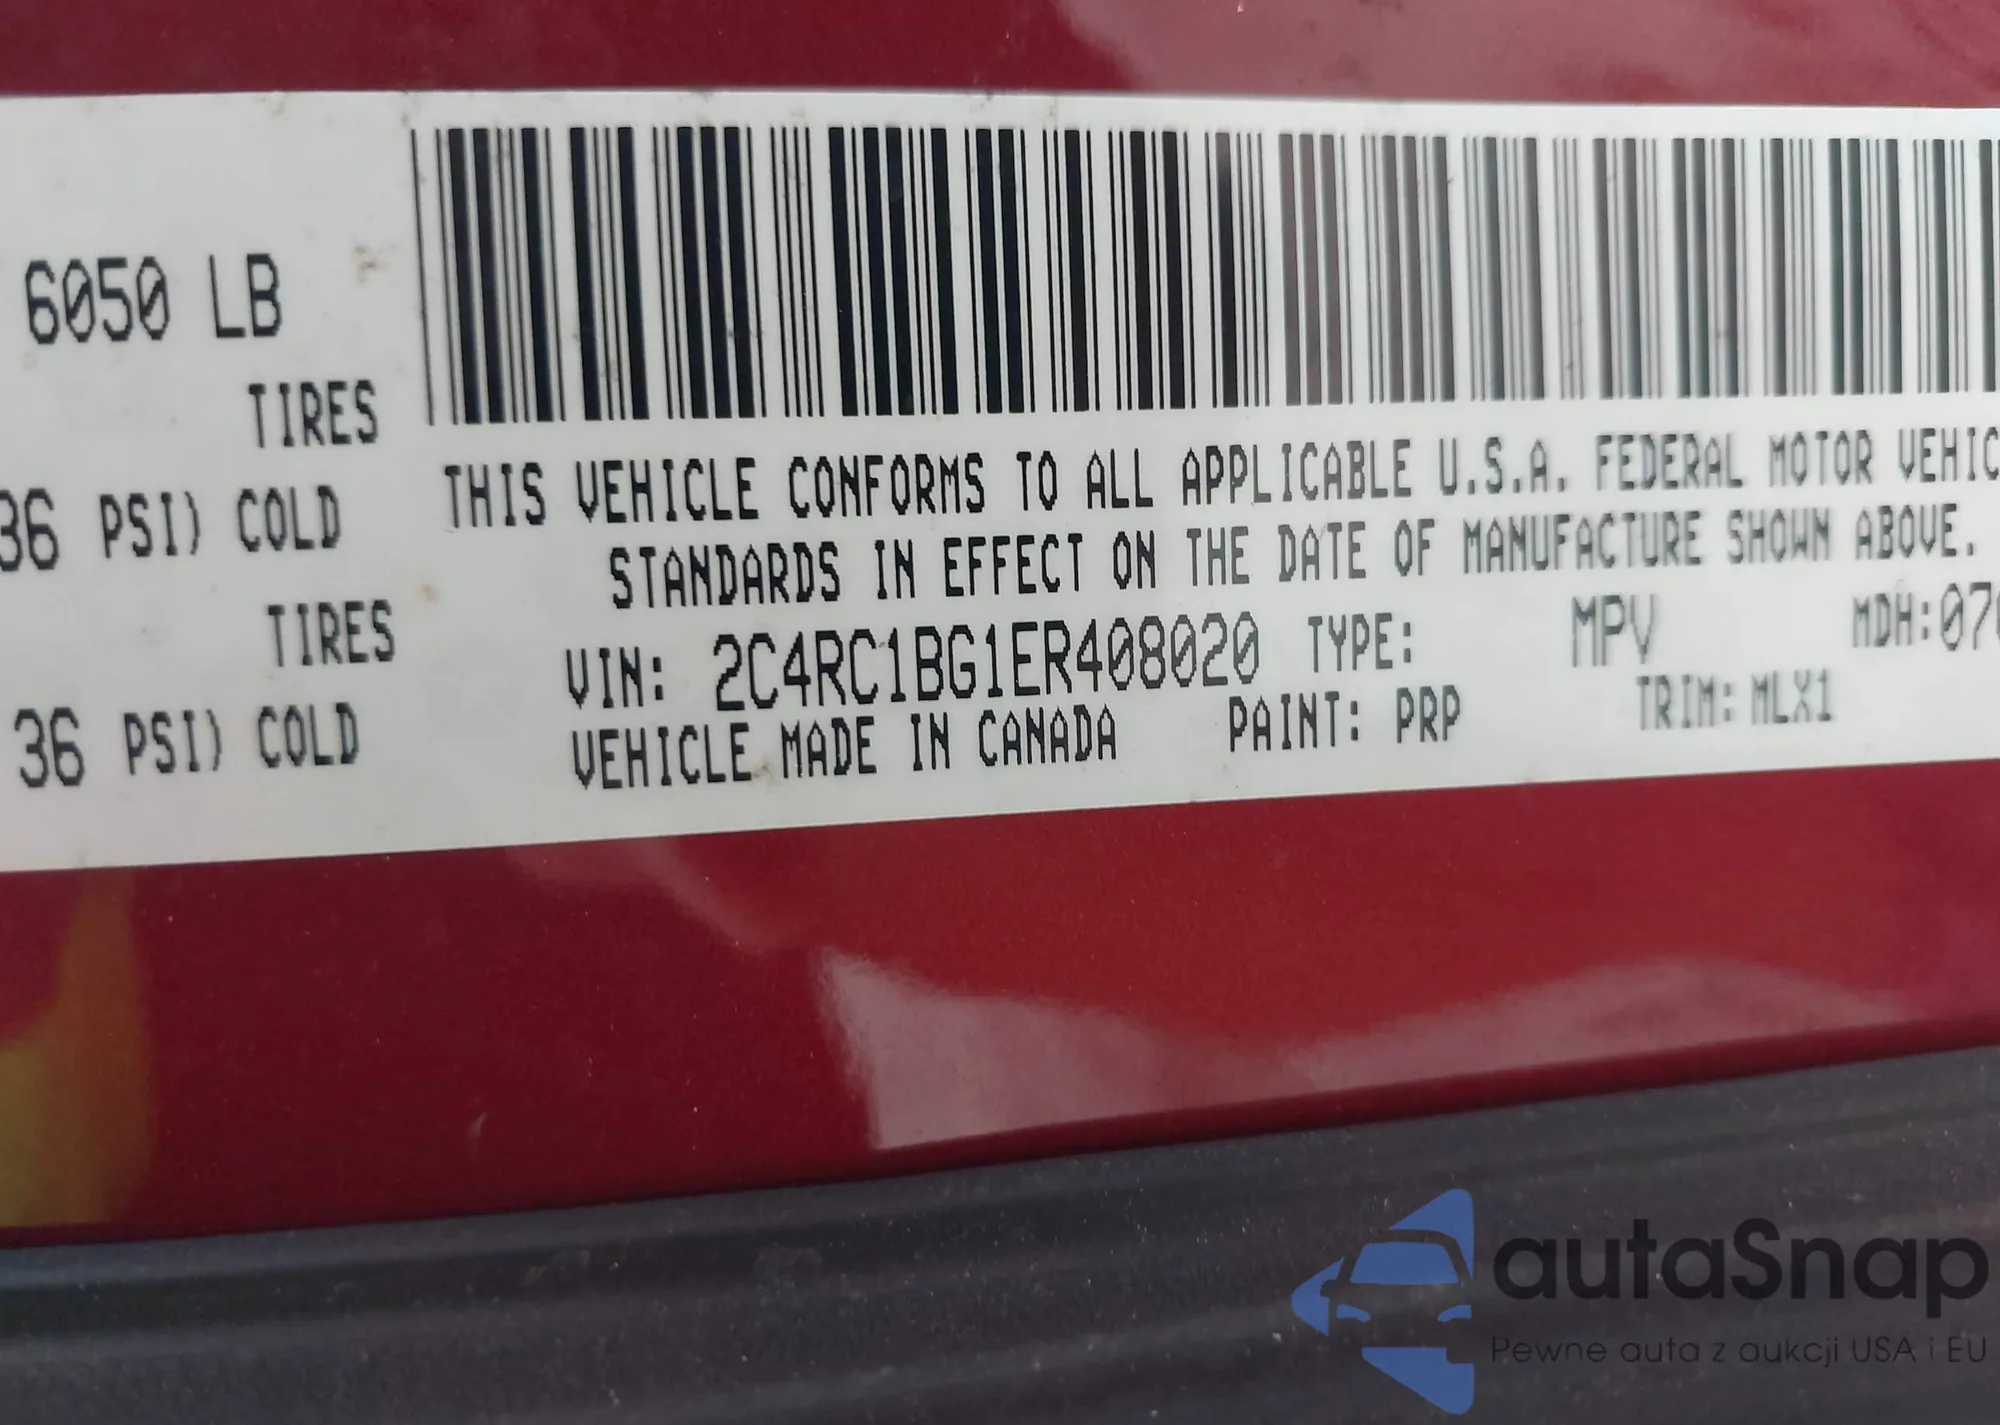 6050 LB
TIRES
36 PSI) COLD
TIRES
36 PSI) COLD
THIS VEHICLE CONFORMS TO ALL APPLICABLE U.S.A. FEDERAL MOTOR VEHIC
STANDARDS IN EFFECT ON THE DATE OF MANUFACTURE SHOWN ABOVE.
VIN: 2C4RC1BG1ER408020 TYPE: MPV MDH:070
VEHICLE MADE IN CANADA PAINT: PRP TRIM: MLX1
autaSnap
Pewne auta z aukcji USA i EU